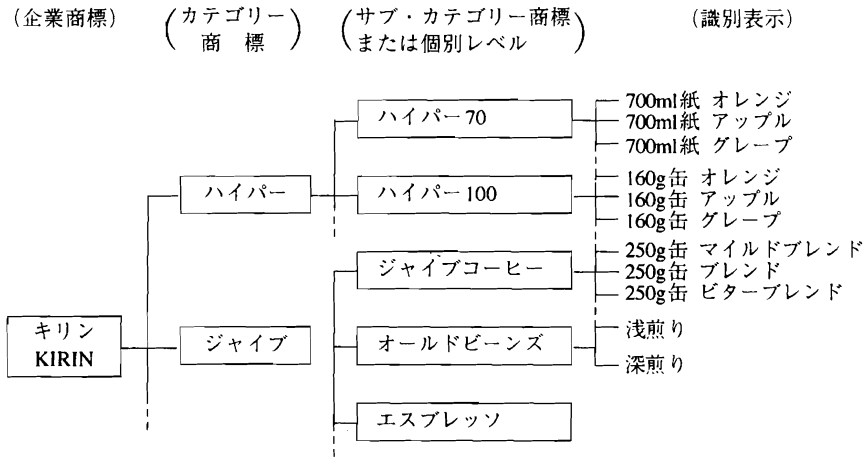 (企業商標)
(カテゴリー商　標)
(サブ・カテゴリー商標または個別レベル)
(識別表示)
ハイパー70
700ml紙 オレンジ
700ml紙 アップル
700ml紙 グレープ
ハイパー
ハイパー100
160g缶 オレンジ
160g缶 アップル
160g缶 グレープ
ジャイブコーヒー
250g缶 マイルドブレンド
250g缶 ブレンド
250g缶 ビターブレンド
キリン
KIRIN
ジャイブ
オールドビーンズ
浅煎り
深煎り
エスプレッソ